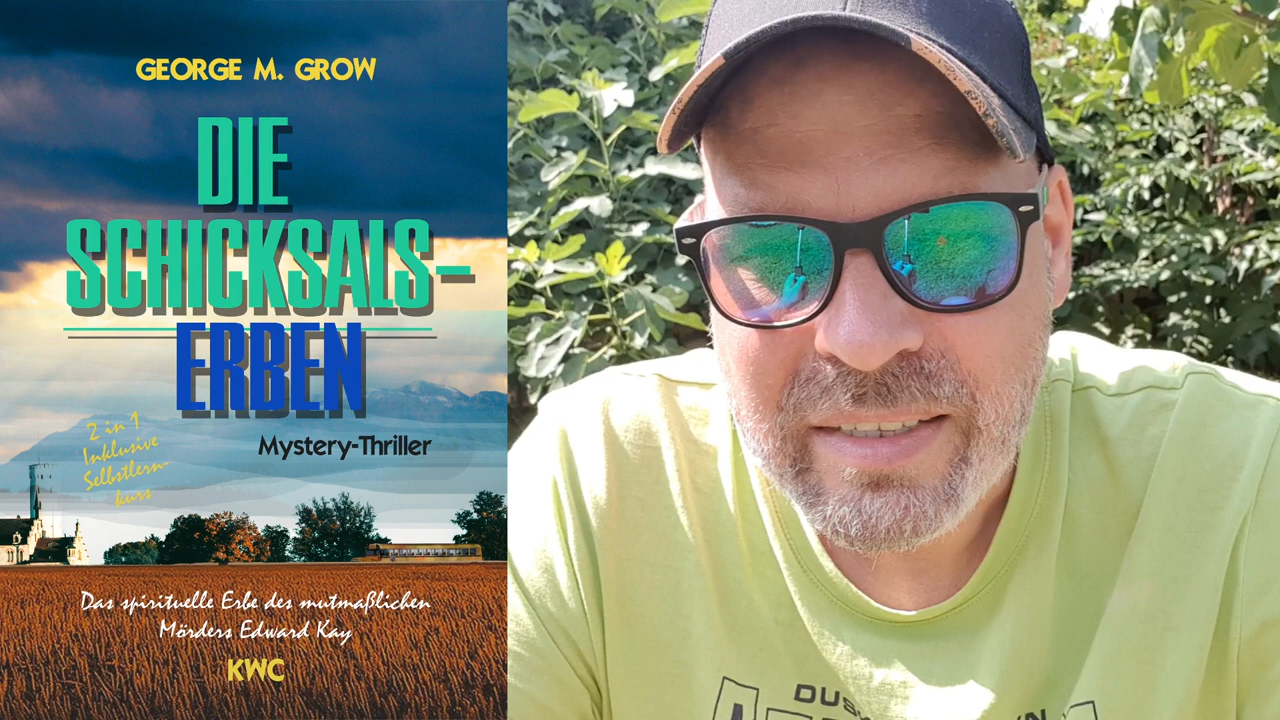 GEORGE M. GROW
DIE
SCHICKSALS-
ERBEN
2 in 1
Inklusive
Selbstlern-
kurs
Mystery-Thriller
Das spirituelle Erbe des mutmaßlichen
Mörders Edward Kay
KWC